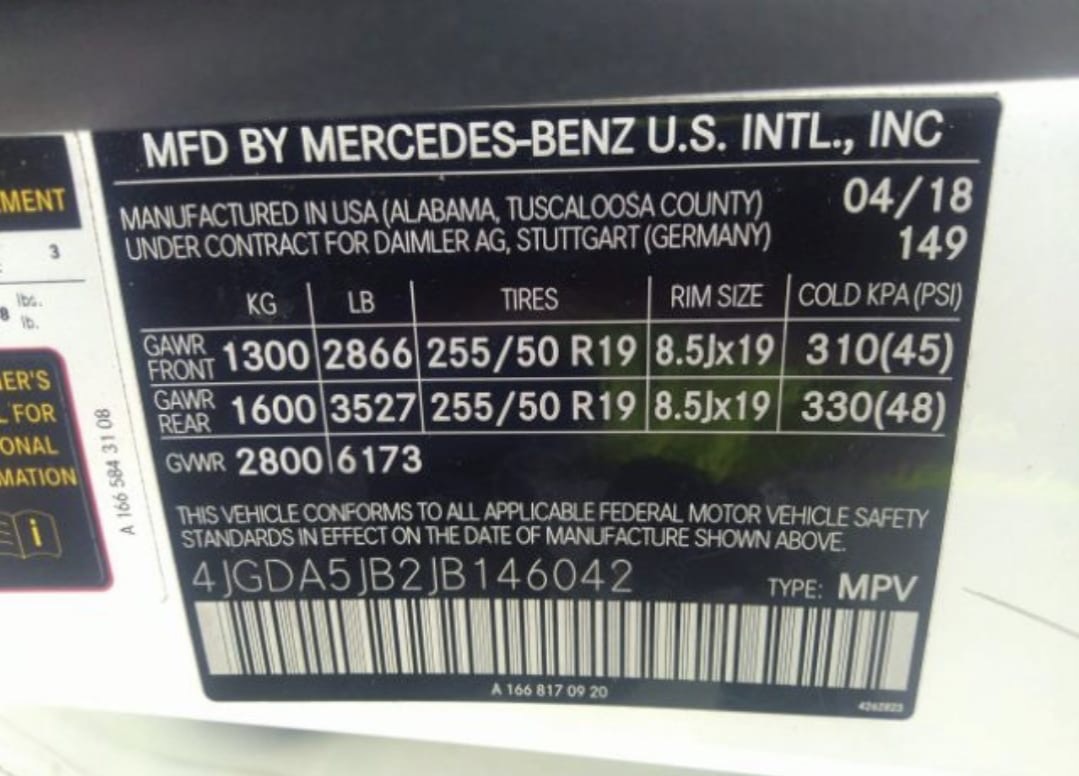 MFD BY MERCEDES-BENZ U.S. INTL., INC
MANUFACTURED IN USA (ALABAMA, TUSCALOOSA COUNTY) 04/18
UNDER CONTRACT FOR DAIMLER AG, STUTTGART (GERMANY) 149
KG LB TIRES RIM SIZE COLD KPA (PSI)
GAWR FRONT 1300 2866 255/50 R19 8.5Jx19 310(45)
GAWR REAR 1600 3527 255/50 R19 8.5Jx19 330(48)
GVWR 2800 6173
THIS VEHICLE CONFORMS TO ALL APPLICABLE FEDERAL MOTOR VEHICLE SAFETY
STANDARDS IN EFFECT ON THE DATE OF MANUFACTURE SHOWN ABOVE.
4JGDA5JB2JB146042 TYPE: MPV
A 166 817 09 20
4262823
MENT
3
lbs.
8 lb.
ER'S
L FOR
ONAL
MATION
i
A 166 584 31 08